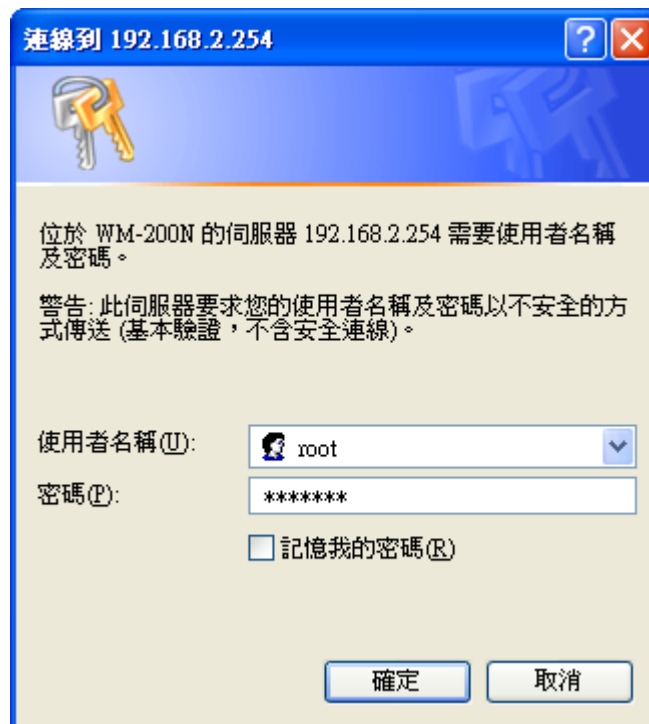 連線到 192.168.2.254
位於 WM-200N 的伺服器 192.168.2.254 需要使用者名稱
及密碼。
警告: 此伺服器要求您的使用者名稱及密碼以不安全的方
式傳送 (基本驗證，不含安全連線)。
使用者名稱(U): root
密碼(P): *******
記憶我的密碼(R)
確定 取消